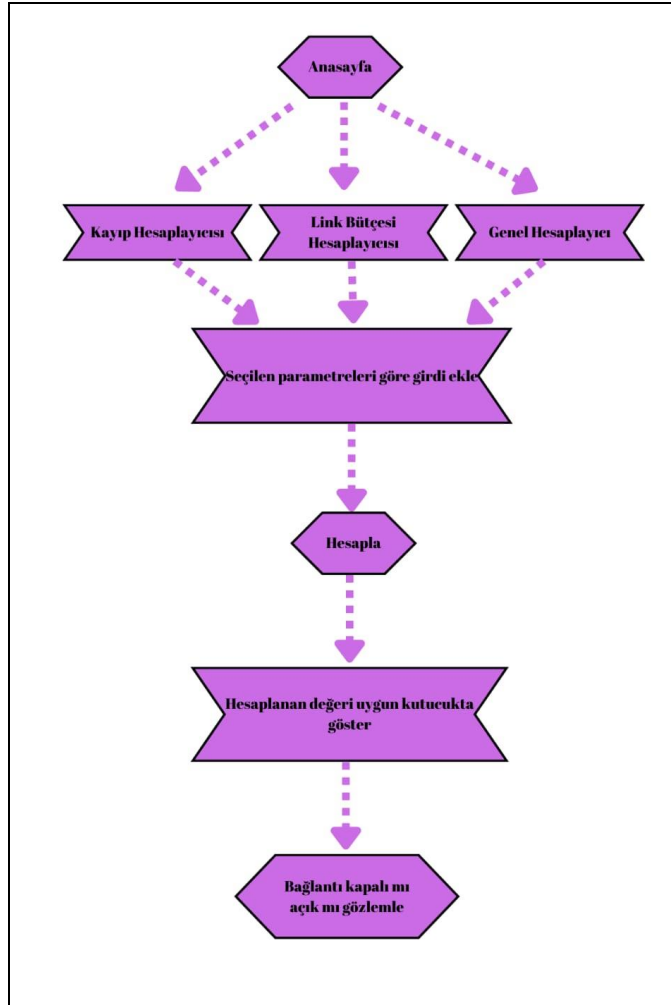 Anasayfa
Kayıp Hesaplayıcısı
Link Bütçesi
Hesaplayıcısı
Genel Hesaplayıcı
Seçilen parametreleri göre girdi ekle
Hesapla
Hesaplanan değeri uygun kutucukta
göster
Bağlantı kapalı mı
açık mı gözlemle